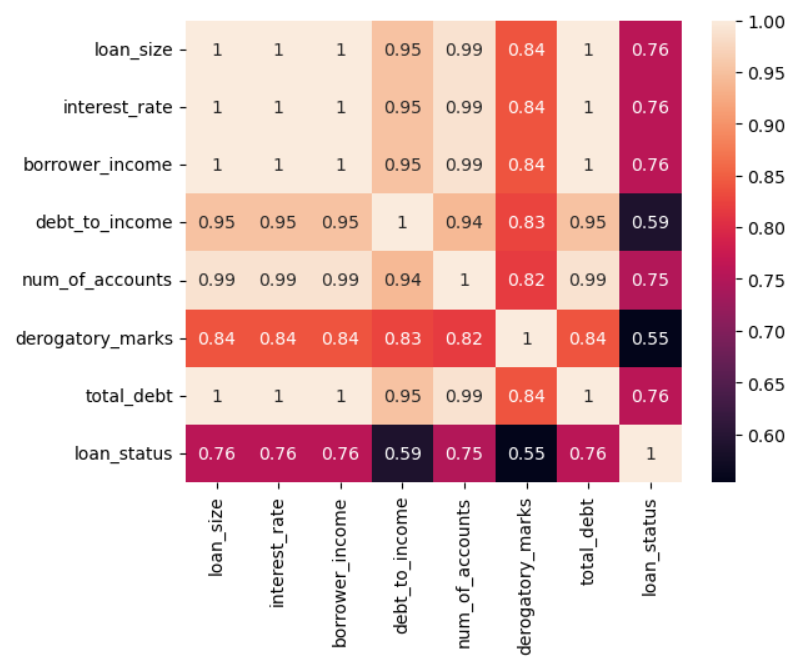 loan_size 1 1 1 0.95 0.99 0.84 1 0.76
interest_rate 1 1 1 0.95 0.99 0.84 1 0.76
borrower_income 1 1 1 0.95 0.99 0.84 1 0.76
debt_to_income 0.95 0.95 0.95 1 0.94 0.83 0.95 0.59
num_of_accounts 0.99 0.99 0.99 0.94 1 0.82 0.99 0.75
derogatory_marks 0.84 0.84 0.84 0.83 0.82 1 0.84 0.55
total_debt 1 1 1 0.95 0.99 0.84 1 0.76
loan_status 0.76 0.76 0.76 0.59 0.75 0.55 0.76 1
loan_size
interest_rate
borrower_income
debt_to_income
num_of_accounts
derogatory_marks
total_debt
loan_status
1.00
0.95
0.90
0.85
0.80
0.75
0.70
0.65
0.60